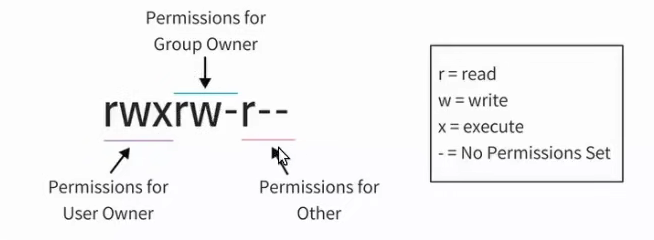 Permissions for
Group Owner
rwxrw-r--
Permissions for
User Owner
Permissions for
Other
r = read
w = write
x = execute
- = No Permissions Set